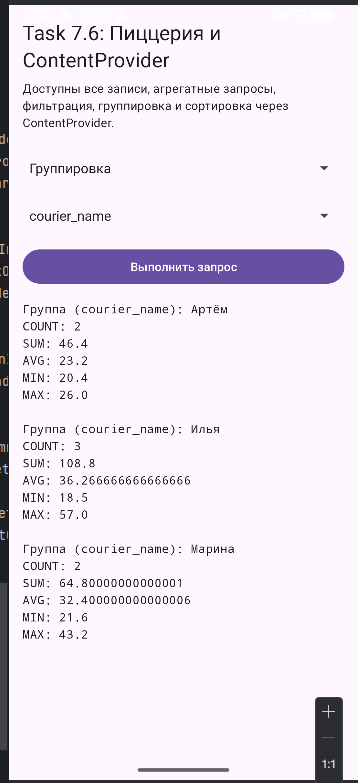 Task 7.6: Пиццерия и
ContentProvider
Доступны все записи, агрегатные запросы,
фильтрация, группировка и сортировка через
ContentProvider.
Группировка
courier_name
Выполнить запрос
Группа (courier_name): Артём
COUNT: 2
SUM: 46.4
AVG: 23.2
MIN: 20.4
MAX: 26.0
Группа (courier_name): Илья
COUNT: 3
SUM: 108.8
AVG: 36.266666666666666
MIN: 18.5
MAX: 57.0
Группа (courier_name): Марина
COUNT: 2
SUM: 64.80000000000001
AVG: 32.400000000000006
MIN: 21.6
MAX: 43.2
1:1